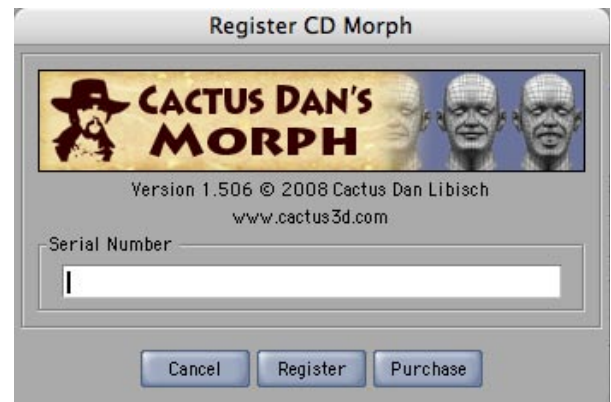 Register CD Morph
CACTUS DAN'S
MORPH
Version 1.506 © 2008 Cactus Dan Libisch
www.cactus3d.com
Serial Number
Cancel Register Purchase